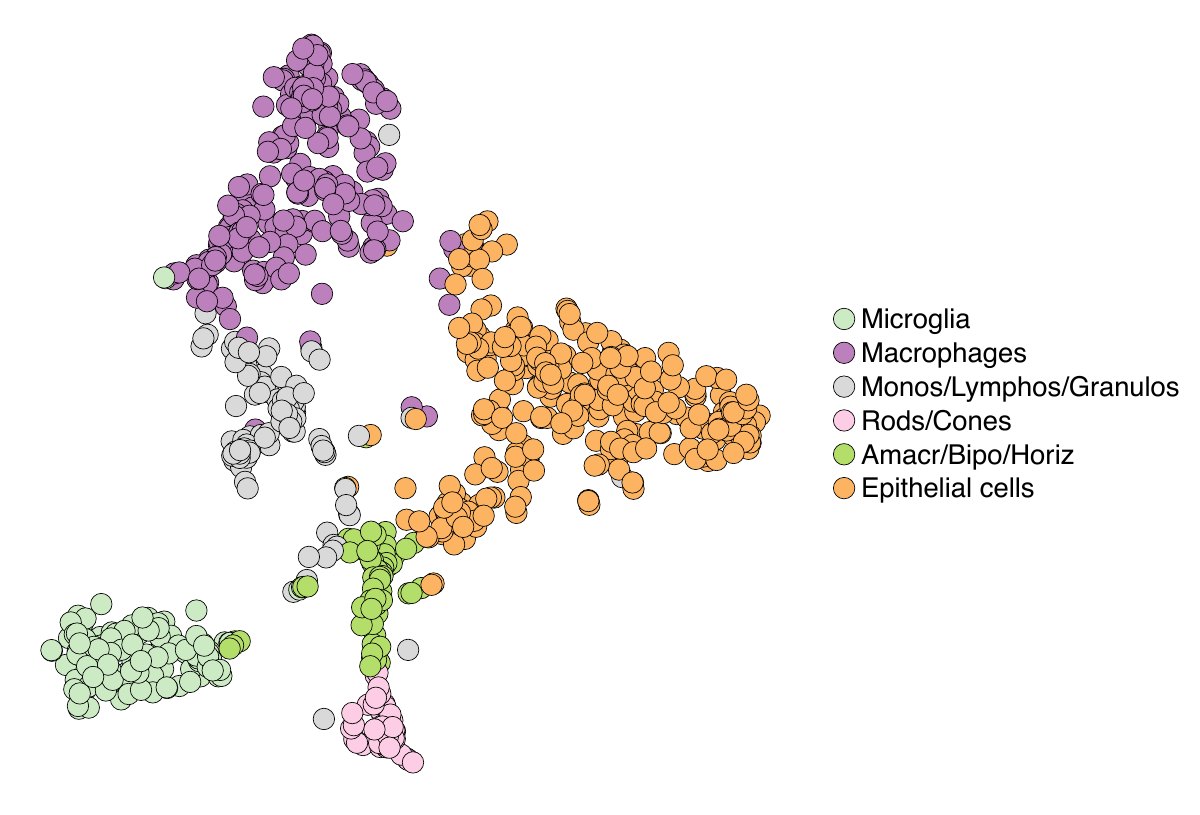 Microglia
Macrophages
Monos/Lymphos/Granulos
Rods/Cones
Amacr/Bipo/Horiz
Epithelial cells